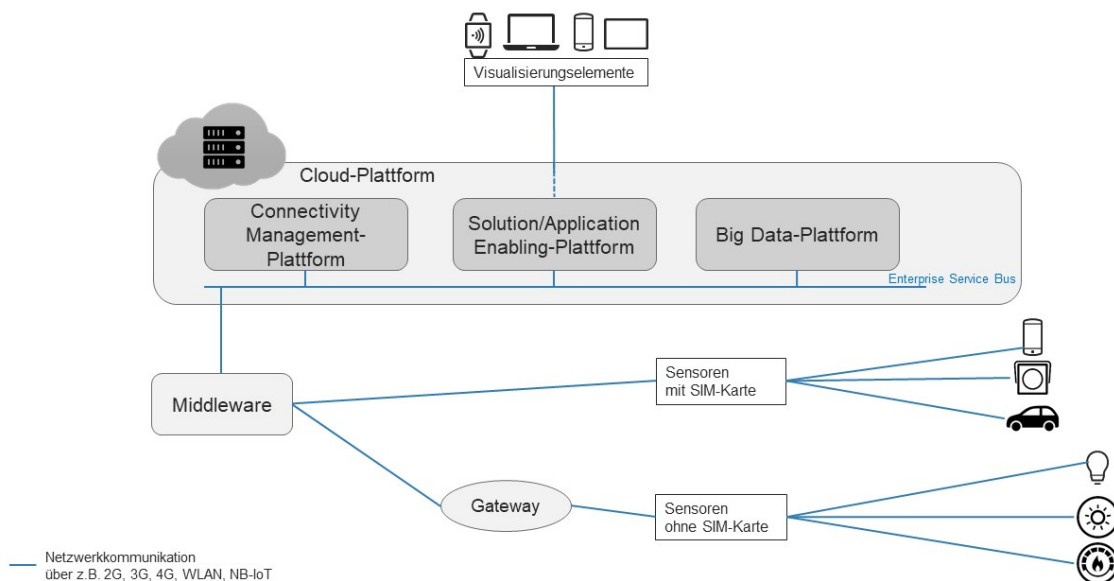 Visualisierungselemente
Cloud-Plattform
Connectivity
Management-
Plattform
Solution/Application
Enabling-Plattform
Big Data-Plattform
Enterprise Service Bus
Middleware
Sensoren
mit SIM-Karte
Gateway
Sensoren
ohne SIM-Karte
Netzwerkkommunikation
über z.B. 2G, 3G, 4G, WLAN, NB-IoT